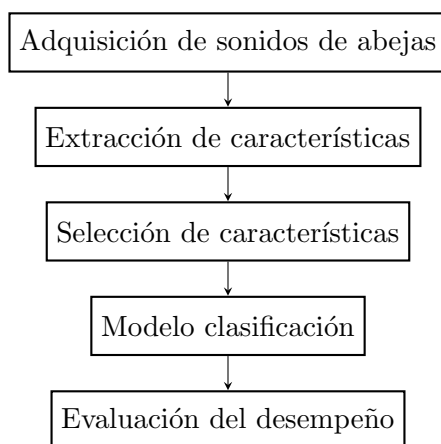 Adquisición de sonidos de abejas
Extracción de características
Selección de características
Modelo clasificación
Evaluación del desempeño